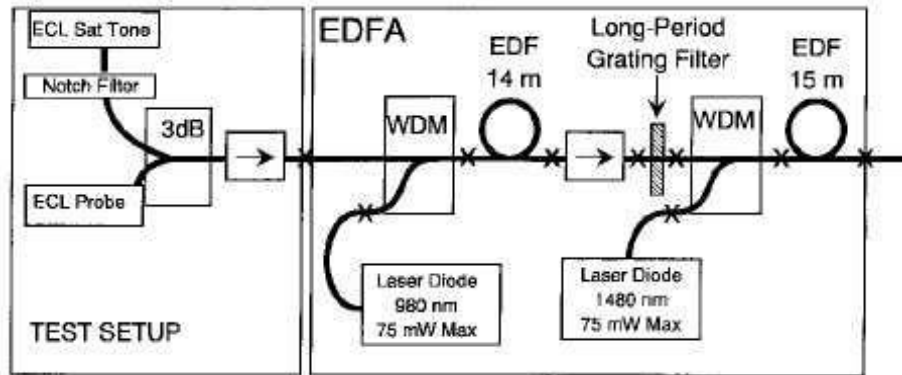 ECL Sat Tone
Notch Filter
3dB
ECL Probe
TEST SETUP
EDFA
WDM
EDF
14 m
Long-Period
Grating Filter
WDM
EDF
15 m
Laser Diode
980 nm
75 mW Max
Laser Diode
1480 nm
75 mW Max